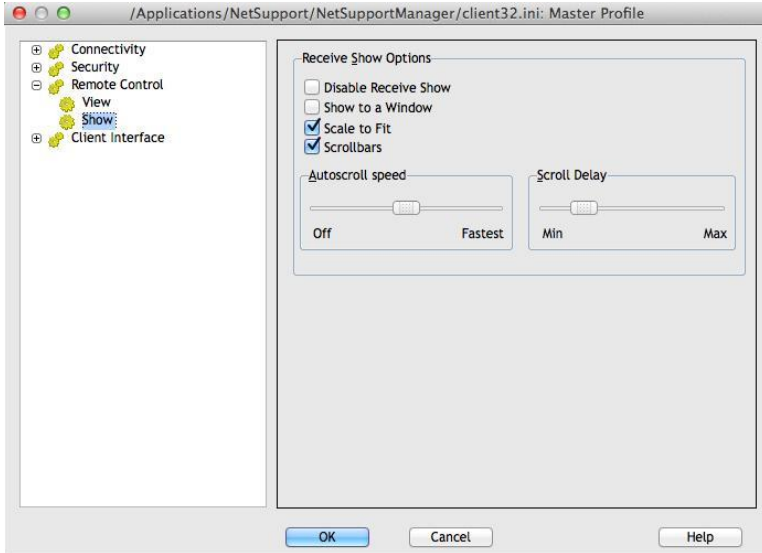 /Applications/NetSupport/NetSupportManager/client32.ini: Master Profile
Connectivity
Security
Remote Control
View
Show
Client Interface
Receive Show Options
Disable Receive Show
Show to a Window
Scale to Fit
Scrollbars
Autoscroll speed
Off Fastest
Scroll Delay
Min Max
OK Cancel Help